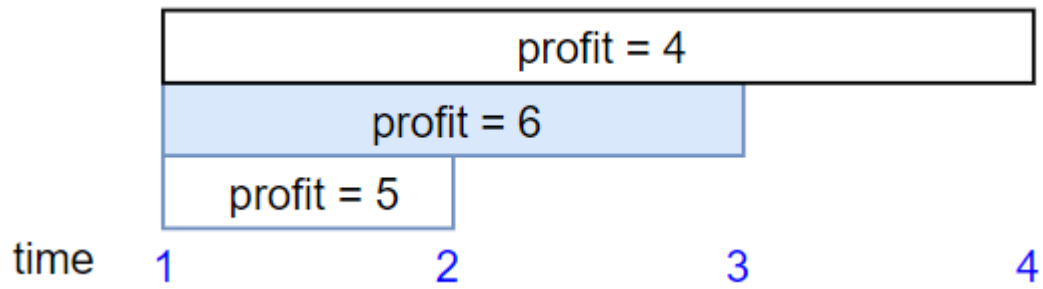 profit = 4
profit = 6
profit = 5
time 1 2 3 4